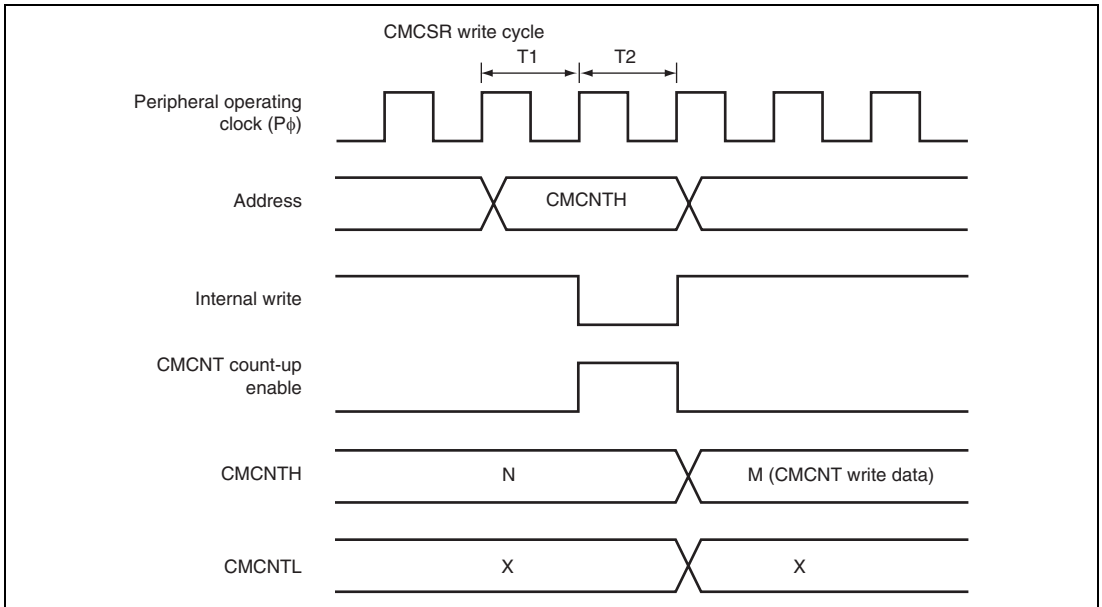 CMCSR write cycle
T1
T2
Peripheral operating
clock (Pφ)
Address
CMCNTH
Internal write
CMCNT count-up
enable
CMCNTH
N
M (CMCNT write data)
CMCNTL
X
X